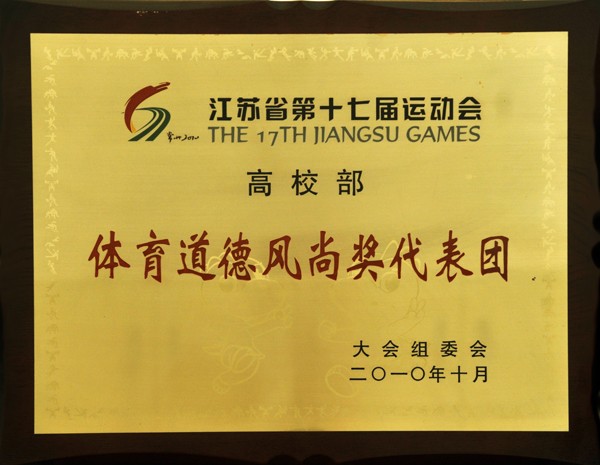 江苏省第十七届运动会
THE 17TH JIANGSU GAMES
高校部
体育道德风尚奖代表团
大会组委会
二〇一〇年十月